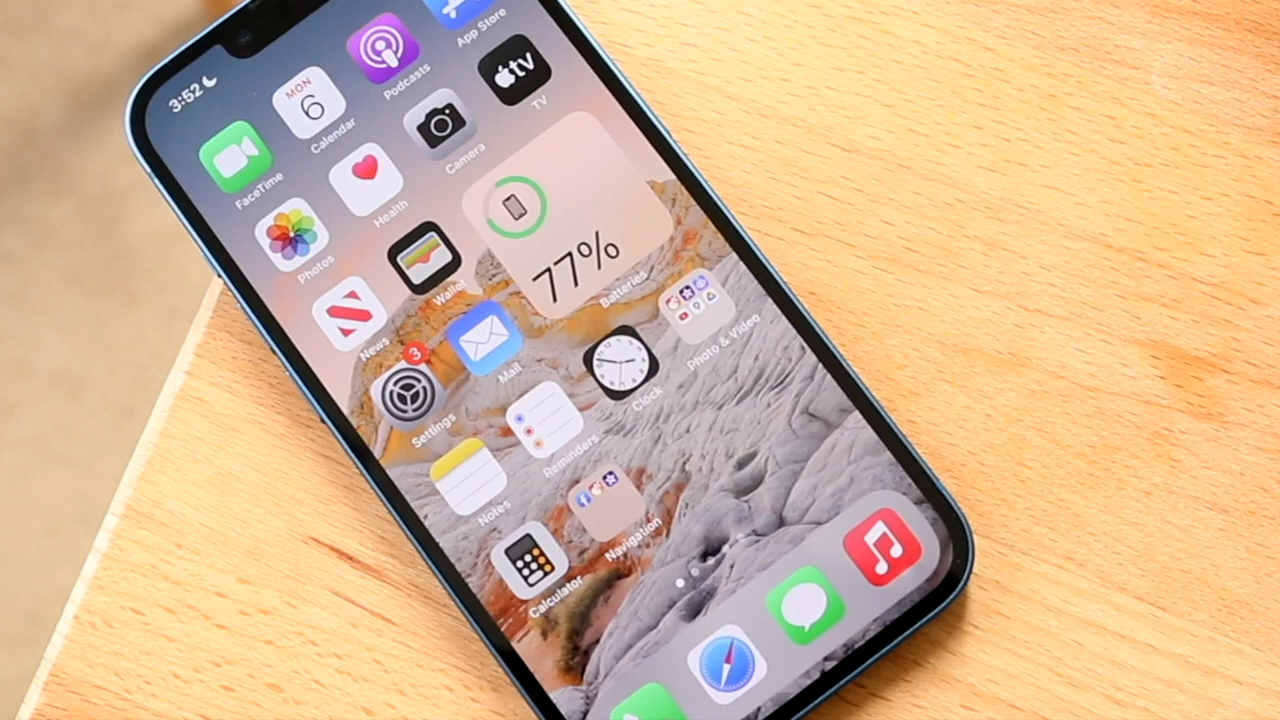 3:52
FaceTime
MON
6
Calendar
Podcasts
App Store
Photos
Health
Camera
tv
TV
News
Wallet
77%
Batteries
3
Settings
Mail
Clock
Photo & Video
Notes
Reminders
Calculator
Navigation